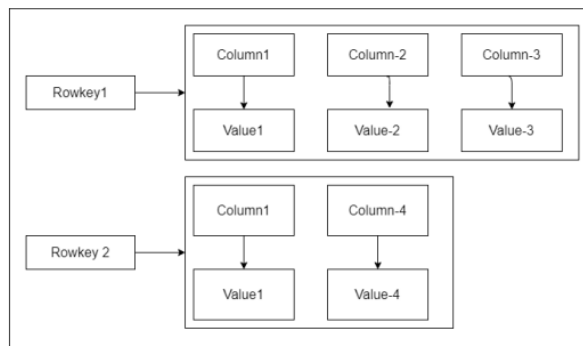 Column1
Column-2
Column-3
Rowkey1
Value1
Value-2
Value-3
Column1
Column-4
Rowkey 2
Value1
Value-4